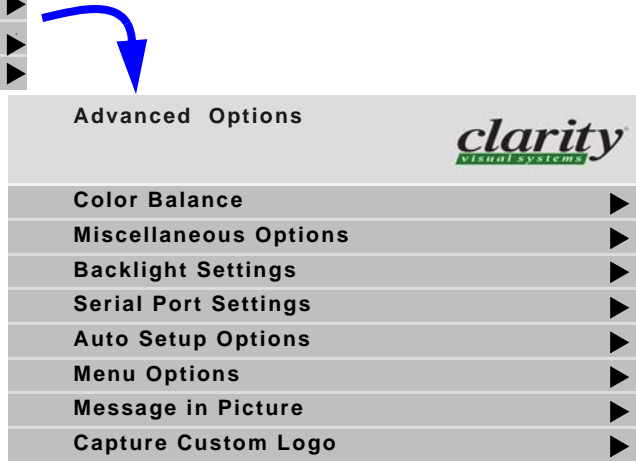 Advanced Options
clarity
visual systems
Color Balance
Miscellaneous Options
Backlight Settings
Serial Port Settings
Auto Setup Options
Menu Options
Message in Picture
Capture Custom Logo